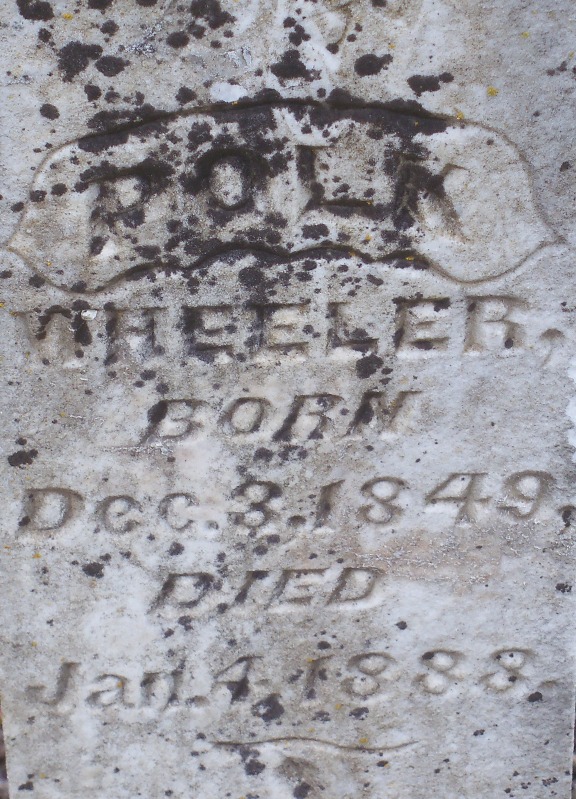 POLK
WHEELER,
BORN
Dec. 3. 1849.
DIED
Jan. 4. 1888.